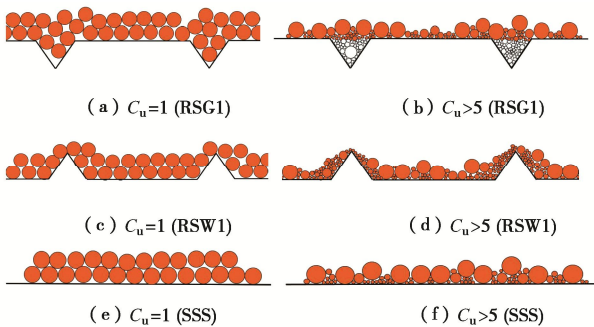 (a) Cu=1 (RSG1)
(b) Cu>5 (RSG1)
(c) Cu=1 (RSW1)
(d) Cu>5 (RSW1)
(e) Cu=1 (SSS)
(f) Cu>5 (SSS)